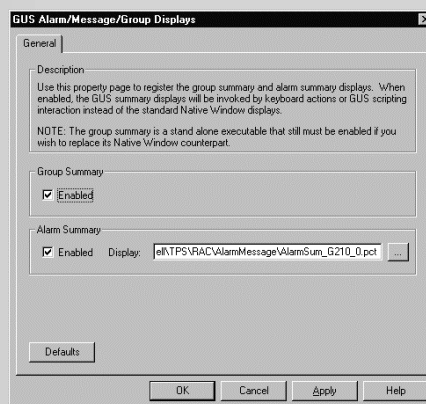 GUS Alarm/Message/Group Displays
General
Description
Use this property page to register the group summary and alarm summary displays. When
enabled, the GUS summary displays will be invoked by keyboard actions or GUS scripting
interaction instead of the standard Native Window displays.
NOTE: The group summary is a stand alone executable that still must be enabled if you
wish to replace its Native Window counterpart.
Group Summary
Enabled
Alarm Summary
Enabled Display: ell\TPS\RAC\AlarmMessage\AlarmSum_G210_0.pct ...
Defaults
OK Cancel Apply Help